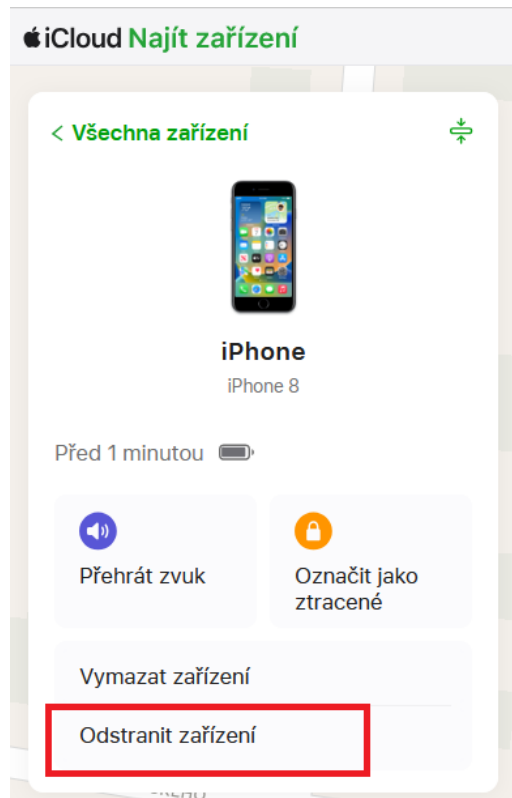 iCloud Najít zařízení
< Všechna zařízení
iPhone
iPhone 8
Před 1 minutou
Přehrát zvuk
Označit jako
ztracené
Vymazat zařízení
Odstranit zařízení